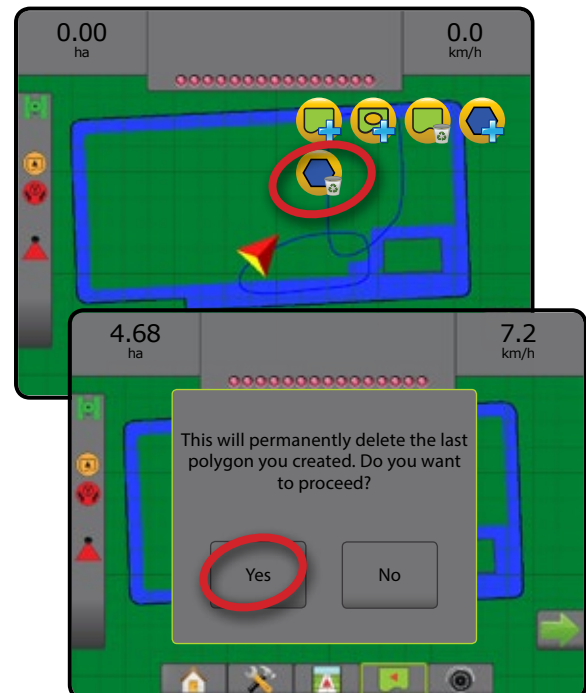 0.00
ha
0.0
km/h
4.68
ha
7.2
km/h
This will permanently delete the last
polygon you created. Do you want
to proceed?
Yes
No